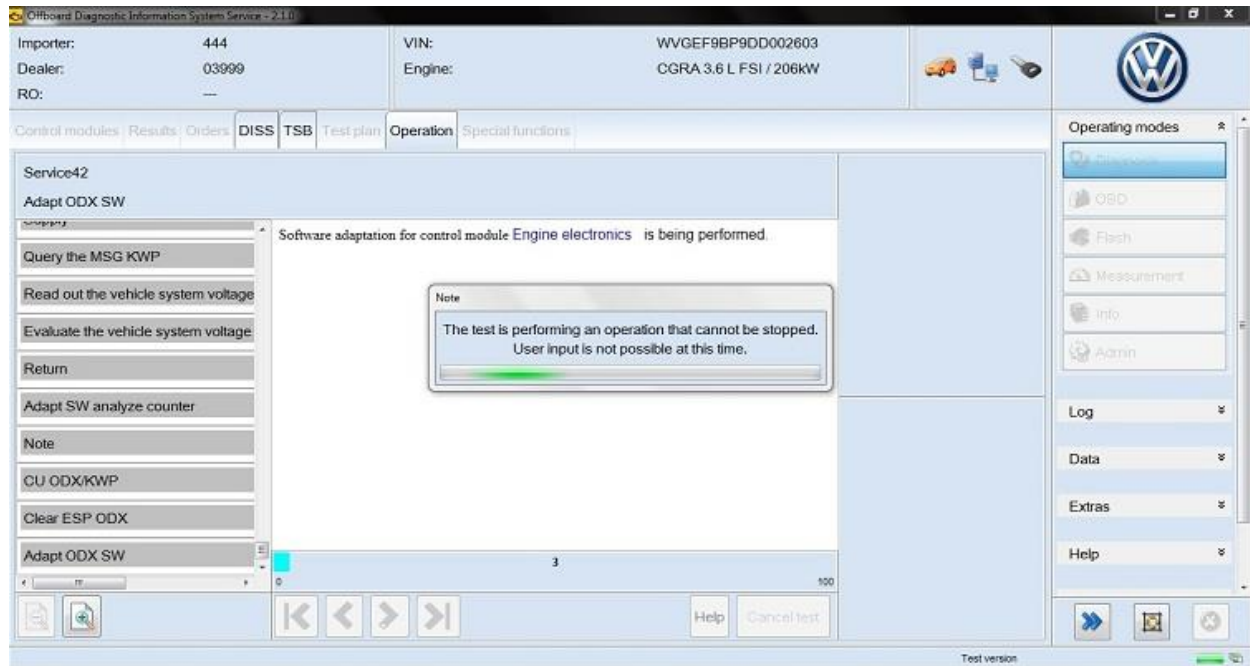 Offboard Diagnostic Information System Service - 2.1.0
Importer: 444
Dealer: 03999
RO: ---
VIN: WVGEF9BP9DD002603
Engine: CGRA 3.6 L FSI / 206kW
Control modules Results Orders DISS TSB Test plan Operation Special functions
Service42
Adapt ODX SW
Supply
Query the MSG KWP
Read out the vehicle system voltage
Evaluate the vehicle system voltage
Return
Adapt SW analyze counter
Note
CU ODX/KWP
Clear ESP ODX
Adapt ODX SW
Software adaptation for control module Engine electronics is being performed.
Note
The test is performing an operation that cannot be stopped.
User input is not possible at this time.
3
0 100
Help Cancel test
Operating modes
Diagnosis
OBD
Flash
Measurement
Info
Admin
Log
Data
Extras
Help
Test version